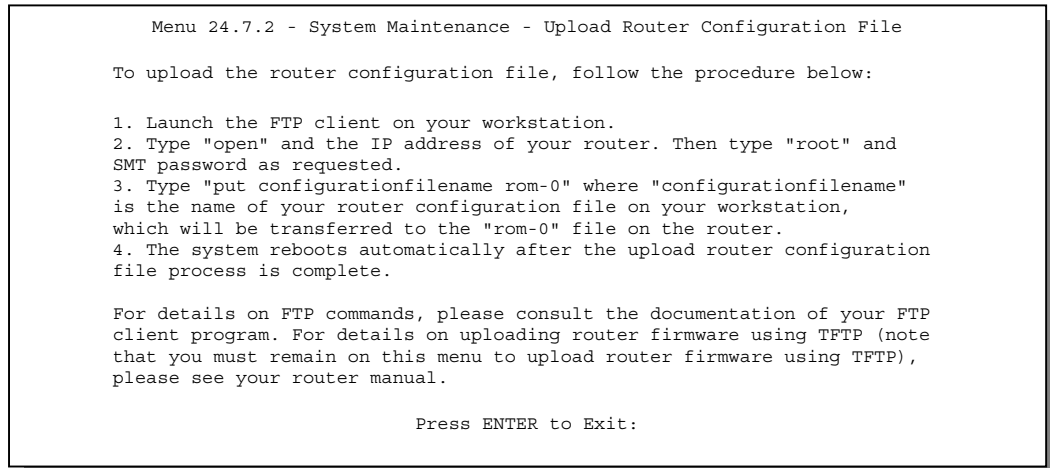 Menu 24.7.2 - System Maintenance - Upload Router Configuration File
To upload the router configuration file, follow the procedure below:
1. Launch the FTP client on your workstation.
2. Type "open" and the IP address of your router. Then type "root" and
SMT password as requested.
3. Type "put configurationfilename rom-0" where "configurationfilename"
is the name of your router configuration file on your workstation,
which will be transferred to the "rom-0" file on the router.
4. The system reboots automatically after the upload router configuration
file process is complete.
For details on FTP commands, please consult the documentation of your FTP
client program. For details on uploading router firmware using TFTP (note
that you must remain on this menu to upload router firmware using TFTP),
please see your router manual.
Press ENTER to Exit: